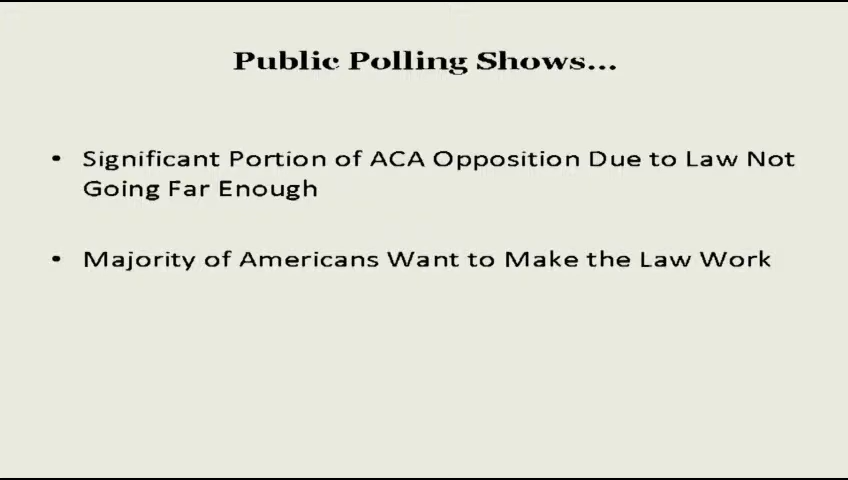 Public Polling Shows...
• Significant Portion of ACA Opposition Due to Law Not
Going Far Enough
• Majority of Americans Want to Make the Law Work